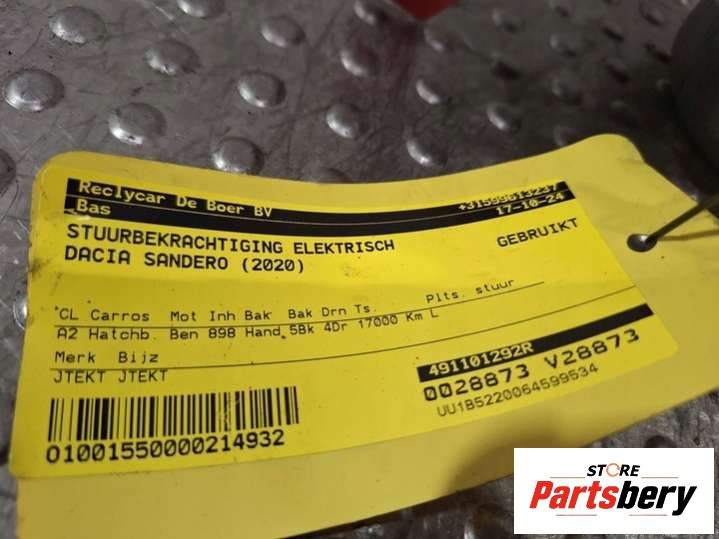 Reclycar De Boer BV +31599613237
Bas 17-10-24
STUURBEKRACHTIGING ELEKTRISCH GEBRUIKT
DACIA SANDERO (2020)
*CL Carros Mot Inh Bak Bak Drn Ts. Plts. stuur
A2 Hatchb. Ben 898 Hand.5Bk 4Dr 17000 Km L
Merk Bijz
JTEKT JTEKT
491101292R
0028873 V28873
UU1B5220064599534
01001550000214932
STORE
Partsbery